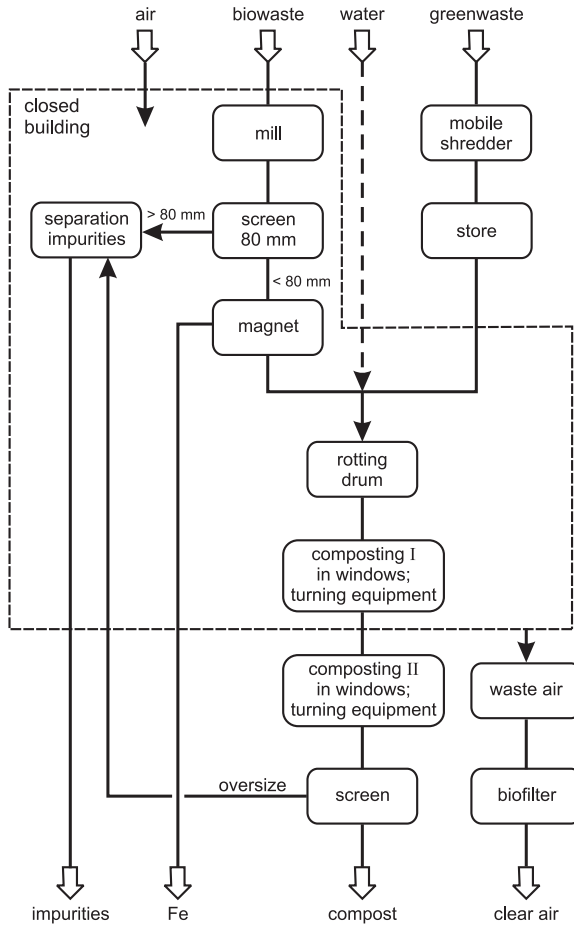 air
biowaste
water
greenwaste
closed
building
mill
mobile
shredder
separation
impurities
> 80 mm
screen
80 mm
store
< 80 mm
magnet
rotting
drum
composting I
in windows;
turning equipment
composting II
in windows;
turning equipment
waste air
oversize
screen
biofilter
impurities
Fe
compost
clear air